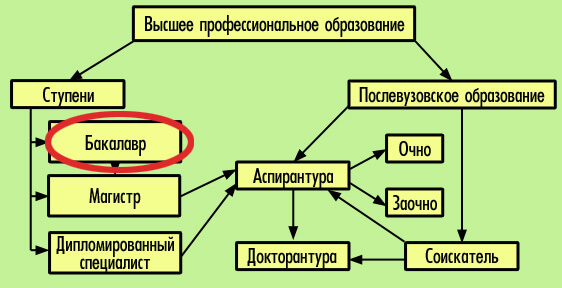 Высшее профессиональное образование
Ступени
Послевузовское образование
Бакалавр
Очно
Аспирантура
Магистр
Заочно
Дипломированный
специалист
Докторантура
Соискатель